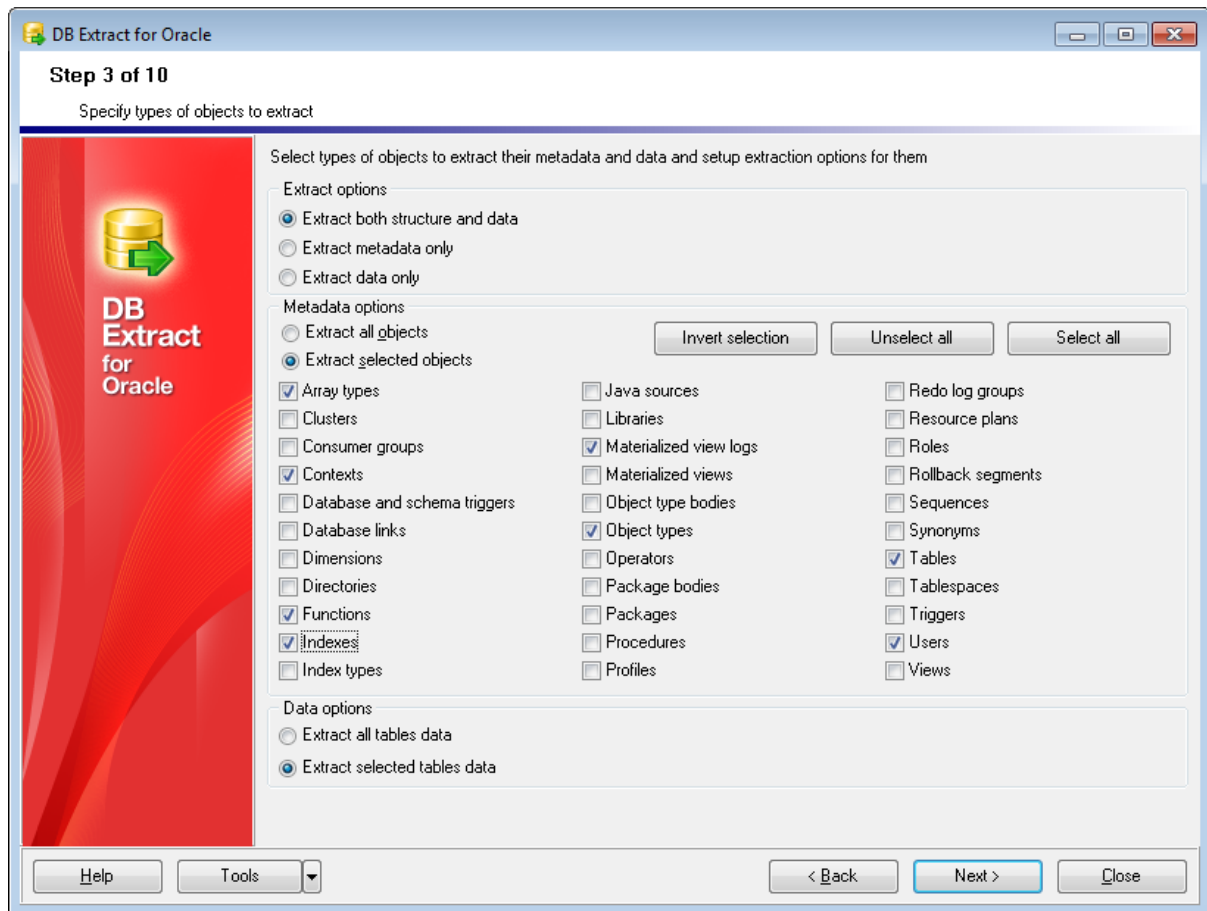 DB Extract for Oracle
Step 3 of 10
Specify types of objects to extract
DB
Extract
for
Oracle
Select types of objects to extract their metadata and data and setup extraction options for them
Extract options
Extract both structure and data
Extract metadata only
Extract data only
Metadata options
Extract all objects
Extract selected objects
Invert selection
Unselect all
Select all
Array types
Clusters
Consumer groups
Contexts
Database and schema triggers
Database links
Dimensions
Directories
Functions
Indexes
Index types
Java sources
Libraries
Materialized view logs
Materialized views
Object type bodies
Object types
Operators
Package bodies
Packages
Procedures
Profiles
Redo log groups
Resource plans
Roles
Rollback segments
Sequences
Synonyms
Tables
Tablespaces
Triggers
Users
Views
Data options
Extract all tables data
Extract selected tables data
Help
Tools
< Back
Next >
Close